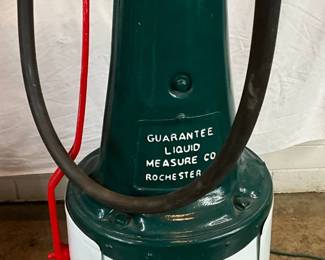 GUARANTEE
LIQUID
MEASURE CO
ROCHESTER